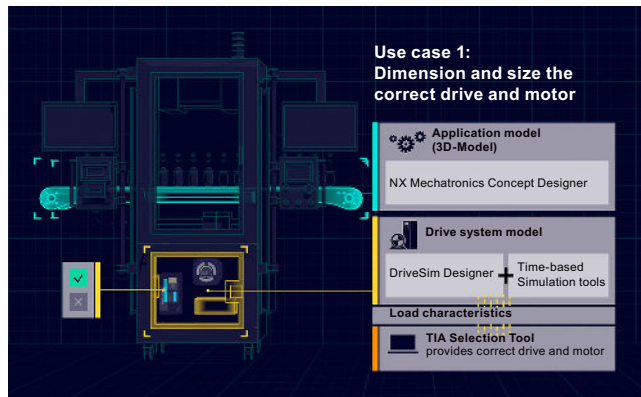 Use case 1:
Dimension and size the
correct drive and motor
Application model
(3D-Model)
NX Mechatronics Concept Designer
Drive system model
DriveSim Designer
+
Time-based
Simulation tools
Load characteristics
TIA Selection Tool
provides correct drive and motor